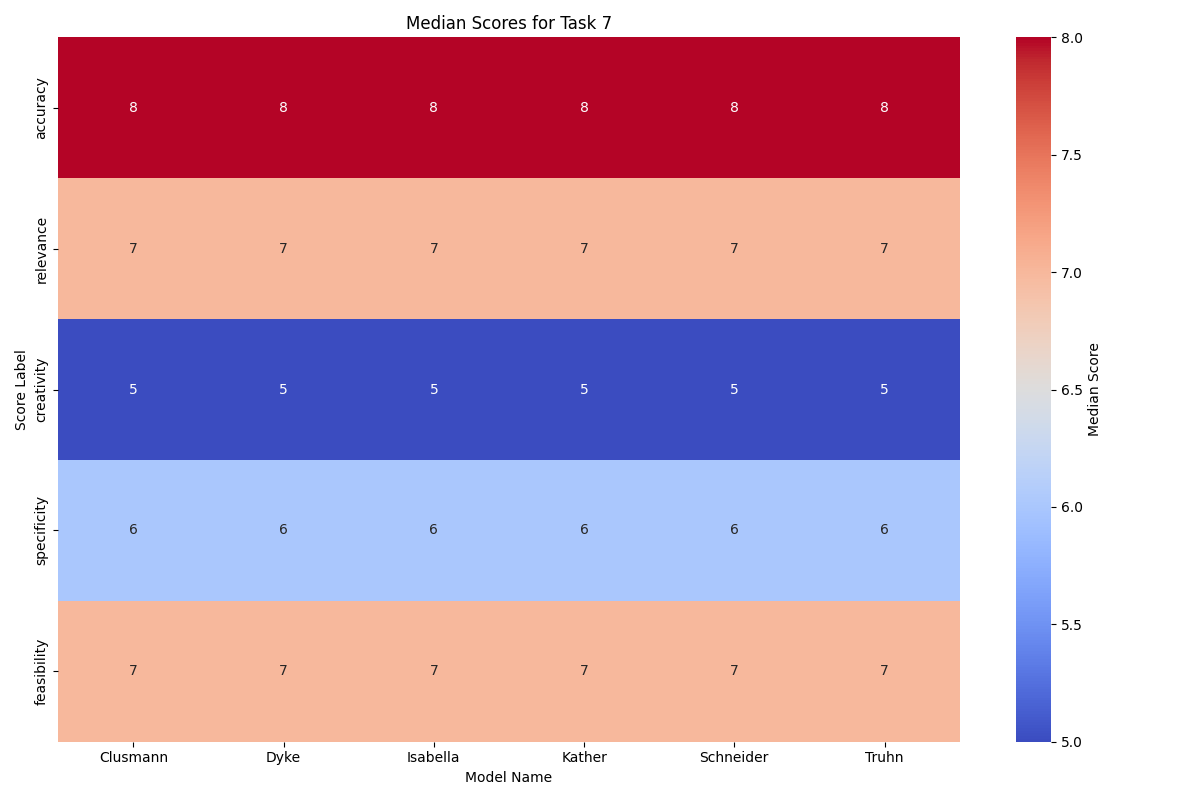 Median Scores for Task 7
Score Label
accuracy
8 8 8 8 8 8
relevance
7 7 7 7 7 7
creativity
5 5 5 5 5 5
specificity
6 6 6 6 6 6
feasibility
7 7 7 7 7 7
Clusmann Dyke Isabella Kather Schneider Truhn
Model Name
8.0
7.5
7.0
6.5
6.0
5.5
5.0
Median Score